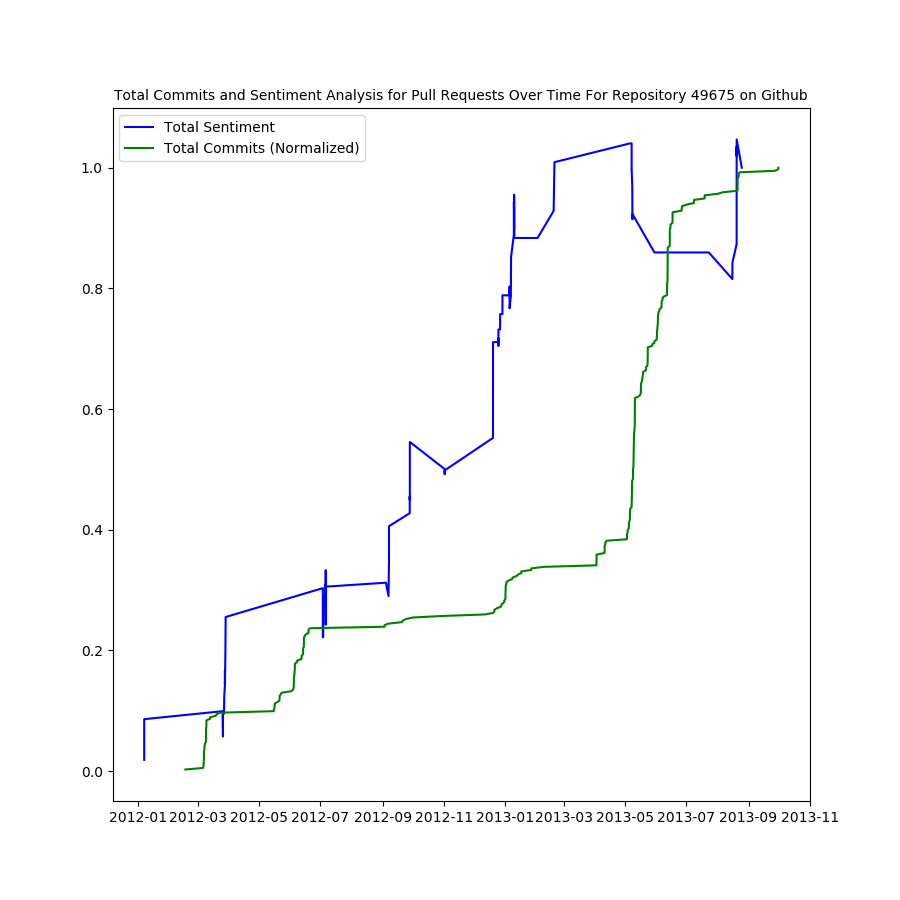 Total Commits and Sentiment Analysis for Pull Requests Over Time For Repository 49675 on Github
Total Sentiment
Total Commits (Normalized)
1.0
0.8
0.6
0.4
0.2
0.0
2012-01 2012-03 2012-05 2012-07 2012-09 2012-11 2013-01 2013-03 2013-05 2013-07 2013-09 2013-11